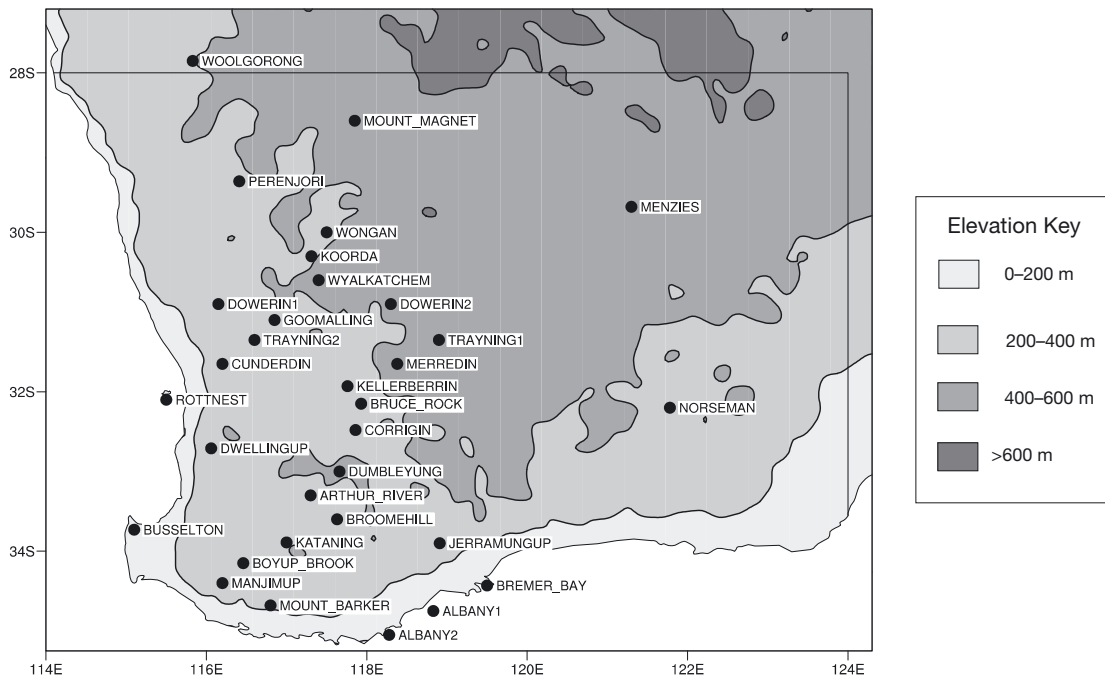 WOOLGORONG
28S
MOUNT_MAGNET
PERENJORI
MENZIES
30S
WONGAN
KOORDA
WYALKATCHEM
DOWERIN1
DOWERIN2
GOOMALLING
TRAYNING2
TRAYNING1
CUNDERDIN
MERREDIN
KELLERBERRIN
32S
ROTTNEST
BRUCE_ROCK
NORSEMAN
CORRIGIN
DWELLINGUP
DUMBLEYUNG
ARTHUR_RIVER
BROOMEHILL
BUSSELTON
KATANING
JERRAMUNGUP
34S
BOYUP_BROOK
MANJIMUP
BREMER_BAY
MOUNT_BARKER
ALBANY1
ALBANY2
114E 116E 118E 120E 122E 124E
Elevation Key
0–200 m
200–400 m
400–600 m
>600 m